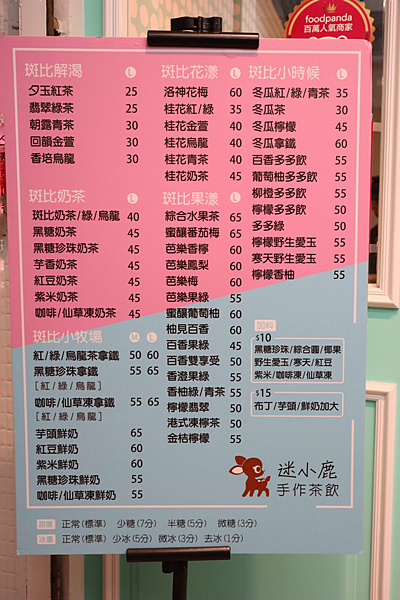 foodpanda
百萬人氣商家
斑比解渴 L
夕玉紅茶 25
翡翠綠茶 25
朝露青茶 30
回韻金萱 30
香培烏龍 30
斑比奶茶 L
斑比奶茶/綠/烏龍 40
黑糖奶茶 45
黑糖珍珠奶茶 45
芋香奶茶 45
紅豆奶茶 45
紫米奶茶 45
咖啡/仙草凍奶茶 45
斑比小牧場 M L
紅/綠/烏龍茶拿鐵 50 60
黑糖珍珠拿鐵 55 65
[紅/綠/烏龍]
咖啡/仙草凍拿鐵 55 65
[紅/綠/烏龍]
芋頭鮮奶 65
紅豆鮮奶 60
紫米鮮奶 60
黑糖珍珠鮮奶 55
咖啡/仙草凍鮮奶 55
斑比花漾 L
洛神花梅 60
桂花紅/綠 35
桂花金萱 40
桂花烏龍 40
桂花青茶 40
桂花奶茶 45
斑比果漾 L
綜合水果茶 65
蜜釀番茄梅 65
芭樂香檸 60
芭樂鳳梨 60
芭樂梅 60
芭樂果綠 55
蜜釀葡萄柚 60
柚見百香 60
百香果綠 45
百香雙享受 50
香澄果綠 55
香柚綠/青茶 55
檸檬翡翠 50
港式凍檸茶 50
金桔檸檬 55
斑比小時候 L
冬瓜紅/綠/青茶 35
冬瓜茶 30
冬瓜檸檬 45
冬瓜拿鐵 60
百香多多飲 55
葡萄柚多多飲 55
柳橙多多飲 55
檸檬多多飲 50
多多綠 50
檸檬野生愛玉 55
寒天野生愛玉 55
檸檬香柚 55
加料
$10
黑糖珍珠/綜合圓/椰果
野生愛玉/寒天/紅豆
紫米/咖啡凍/仙草凍
$15
布丁/芋頭/鮮奶加大
迷小鹿
手作茶飲
甜度 正常(標準) 少糖(7分) 半糖(5分) 微糖(3分)
冰量 正常(標準) 少冰(5分) 微冰(3分) 去冰(1分)